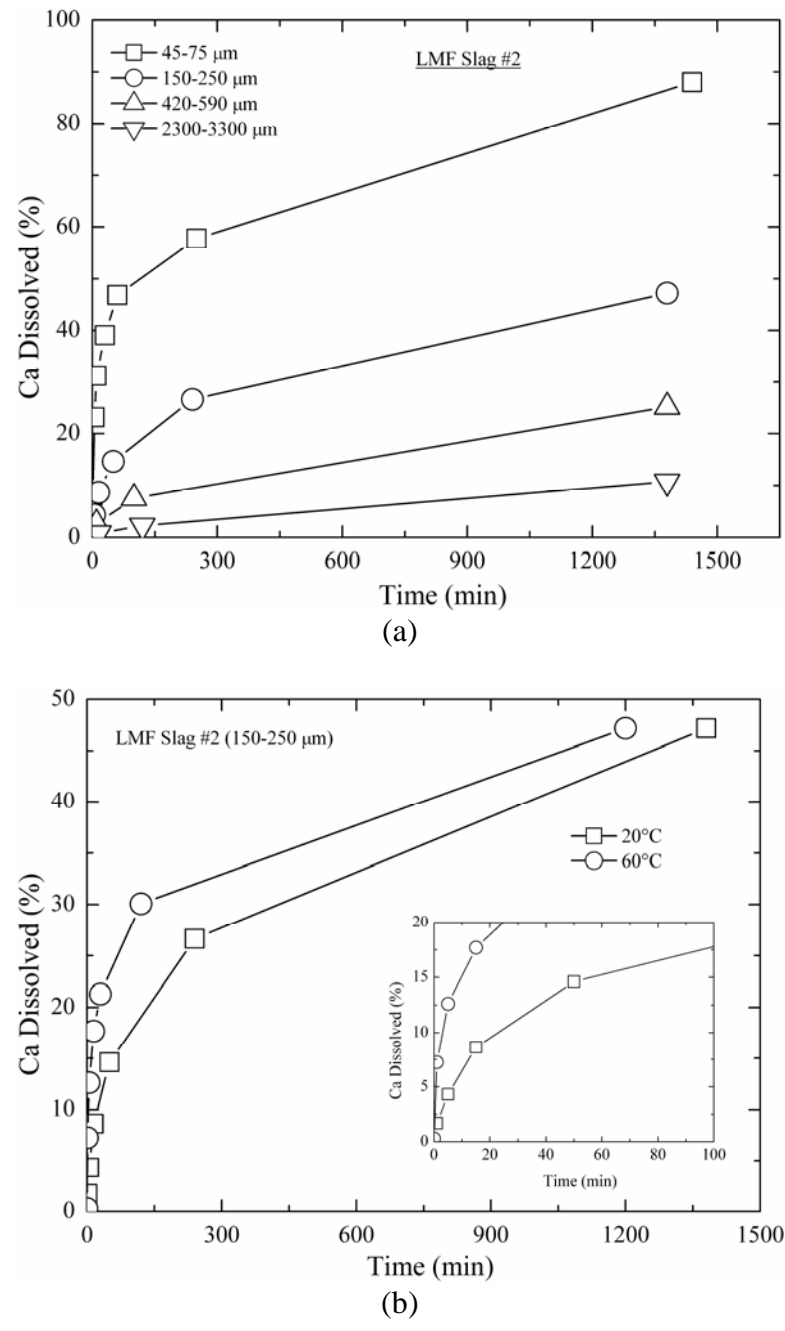 100
80
60
40
20
0
Ca Dissolved (%)
45-75 μm
150-250 μm
420-590 μm
2300-3300 μm
LMF Slag #2
0 300 600 900 1200 1500
Time (min)
(a)
50
40
30
20
10
0
Ca Dissolved (%)
LMF Slag #2 (150-250 μm)
20°C
60°C
20
15
10
5
0
Ca Dissolved (%)
0 20 40 60 80 100
Time (min)
0 300 600 900 1200 1500
Time (min)
(b)